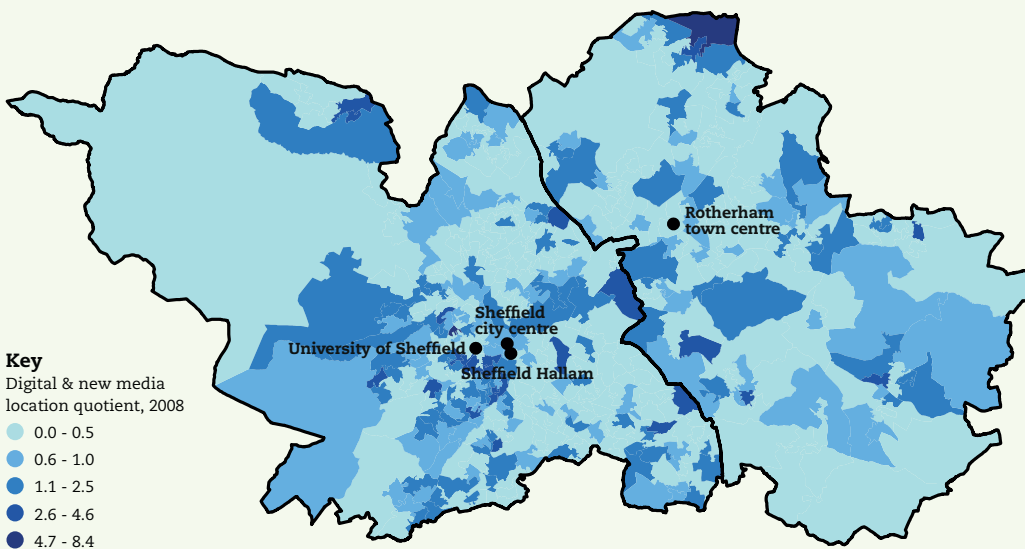 Rotherham
town centre
Sheffield
city centre
University of Sheffield
Sheffield Hallam
Key
Digital & new media
location quotient, 2008
0.0 - 0.5
0.6 - 1.0
1.1 - 2.5
2.6 - 4.6
4.7 - 8.4